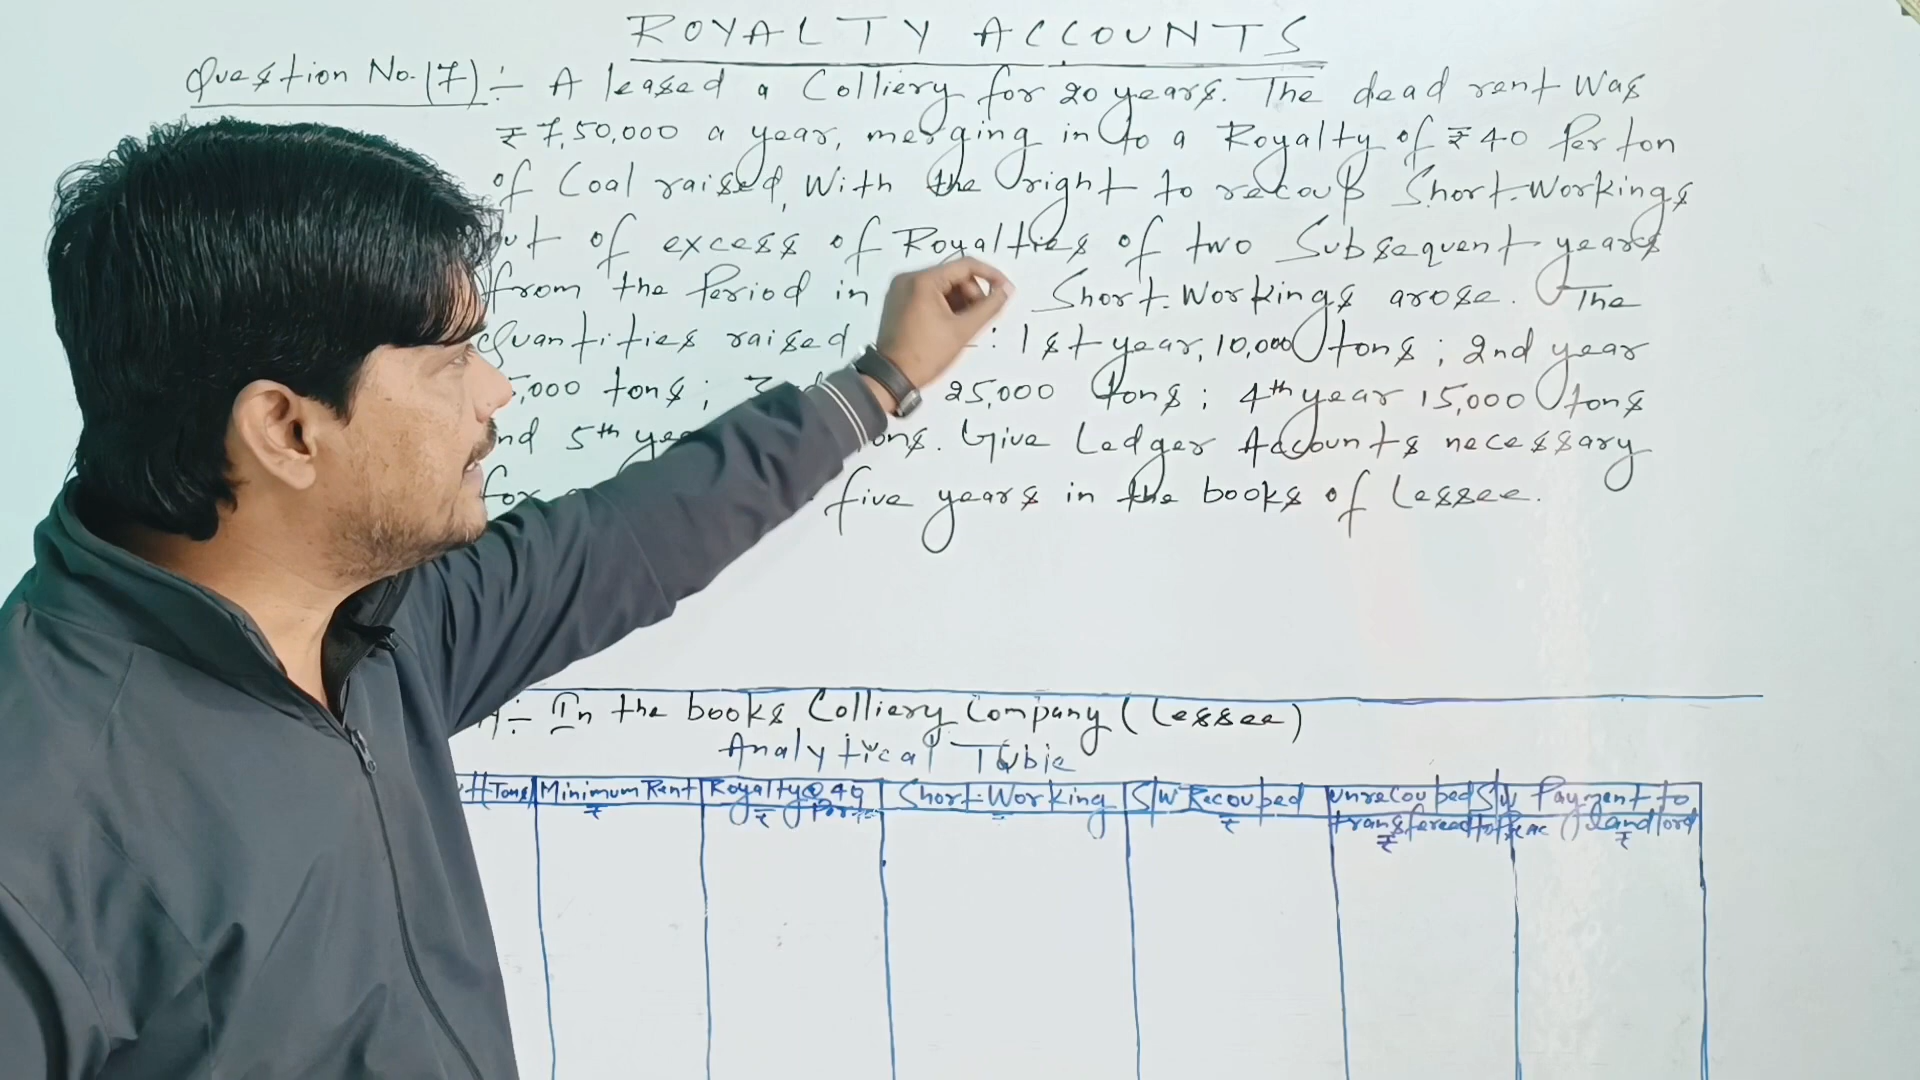 ROYALTY ACCOUNTS
Question No. (7) :- A leased a Colliery for 20 years. The dead rent was
₹ 7,50,000 a year, merging in to a Royalty of ₹ 40 Per ton
of Coal raised, With the right to recoup Short-Workings
out of excess of Royalties of two Subsequent years
from the Period in Short-Workings arose. The
Quantities raised : 1st year, 10,000 tons ; 2nd year
,000 tons ; 25,000 tons ; 4th year 15,000 tons
nd 5th ons. Give Ledger Accounts necessary
for five years in the books of Lessee.
:- In the books Colliery Company (Lessee)
Analytical Table
(Tons) Minimum Rent ₹ Royalty @ 40 Per ₹ Short-Working S/W Recouped ₹ Unrecouped S/W ₹ Payment to landlord ₹